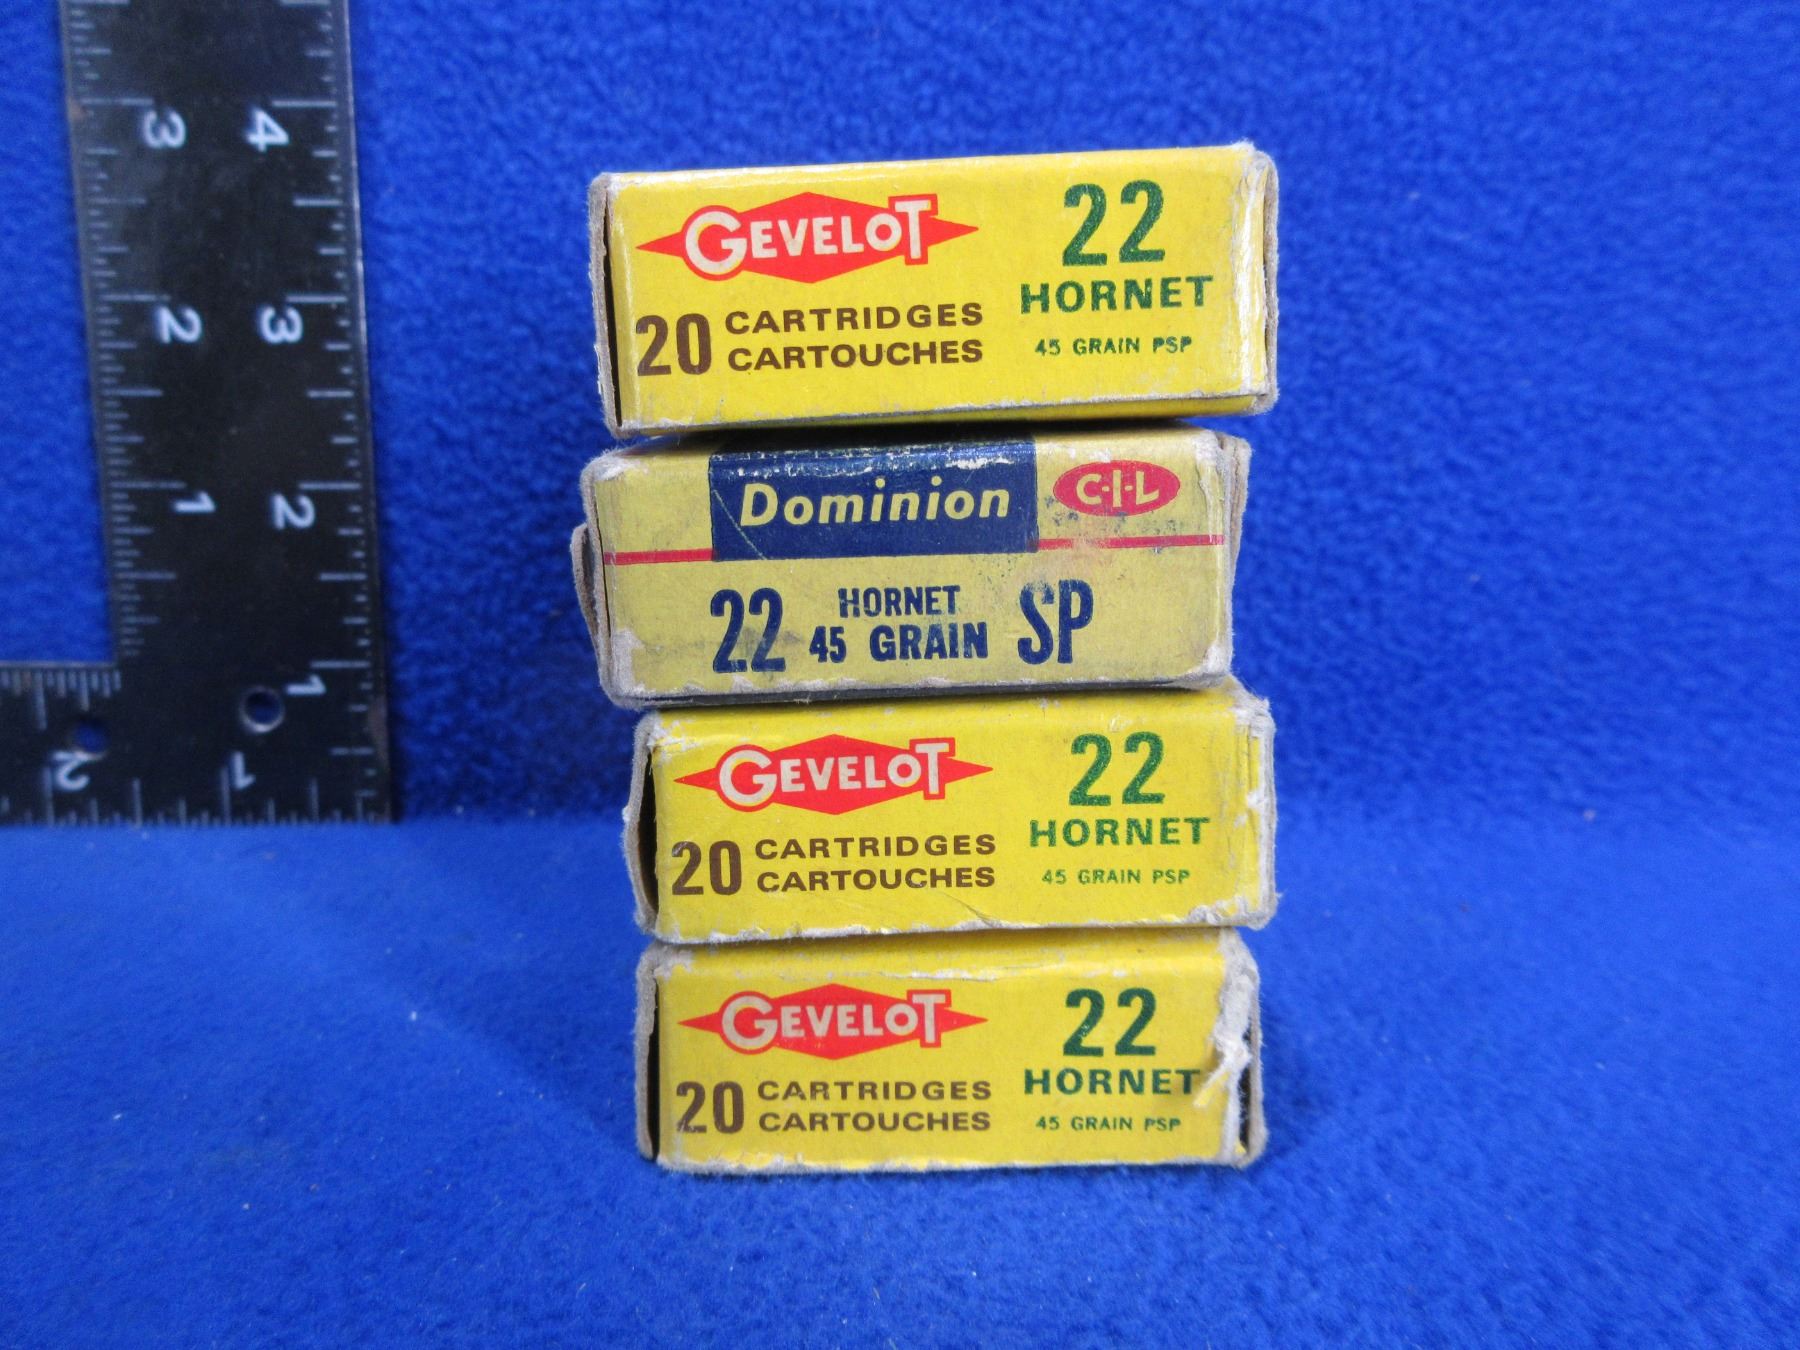 3 4
2 3
1 2
1
2 1
GEVELOT
22
HORNET
20 CARTRIDGES
CARTOUCHES
45 GRAIN PSP
Dominion
C-I-L
22 HORNET SP
45 GRAIN
GEVELOT
22
HORNET
20 CARTRIDGES
CARTOUCHES
45 GRAIN PSP
GEVELOT
22
HORNET
20 CARTRIDGES
CARTOUCHES
45 GRAIN PSP